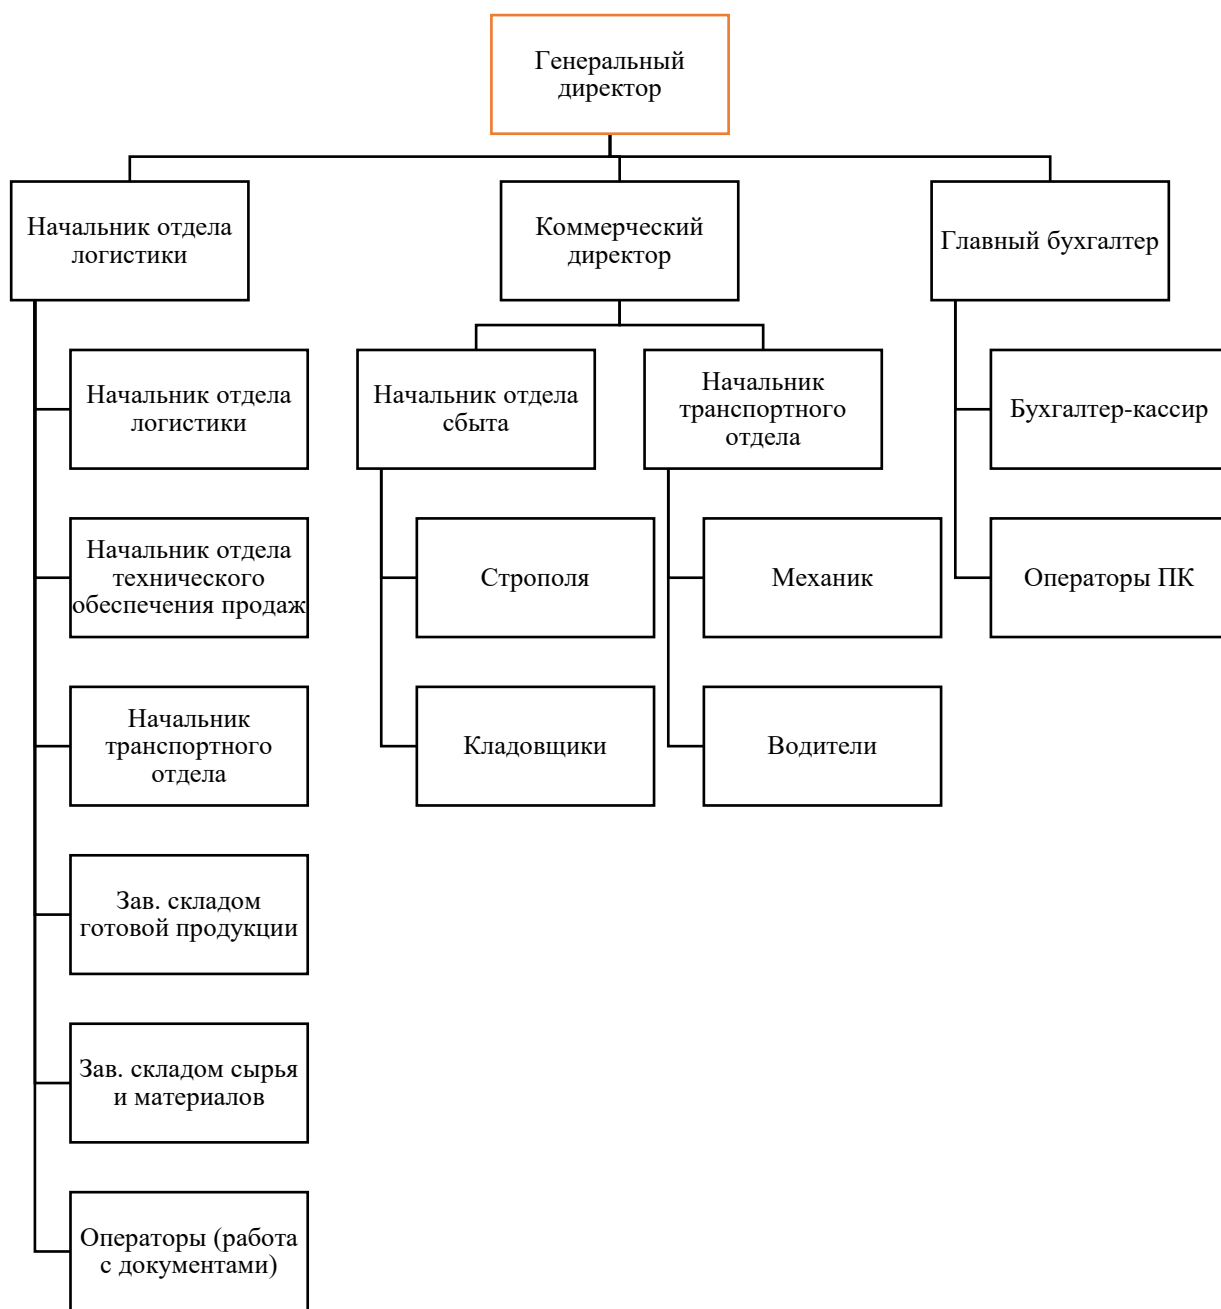 Генеральный
директор
Начальник отдела
логистики
Коммерческий
директор
Главный бухгалтер
Начальник отдела
логистики
Начальник отдела
сбыта
Начальник
транспортного
отдела
Бухгалтер-кассир
Начальник отдела
технического
обеспечения продаж
Строполя
Механик
Операторы ПК
Начальник
транспортного
отдела
Кладовщики
Водители
Зав. складом
готовой продукции
Зав. складом сырья
и материалов
Операторы (работа
с документами)